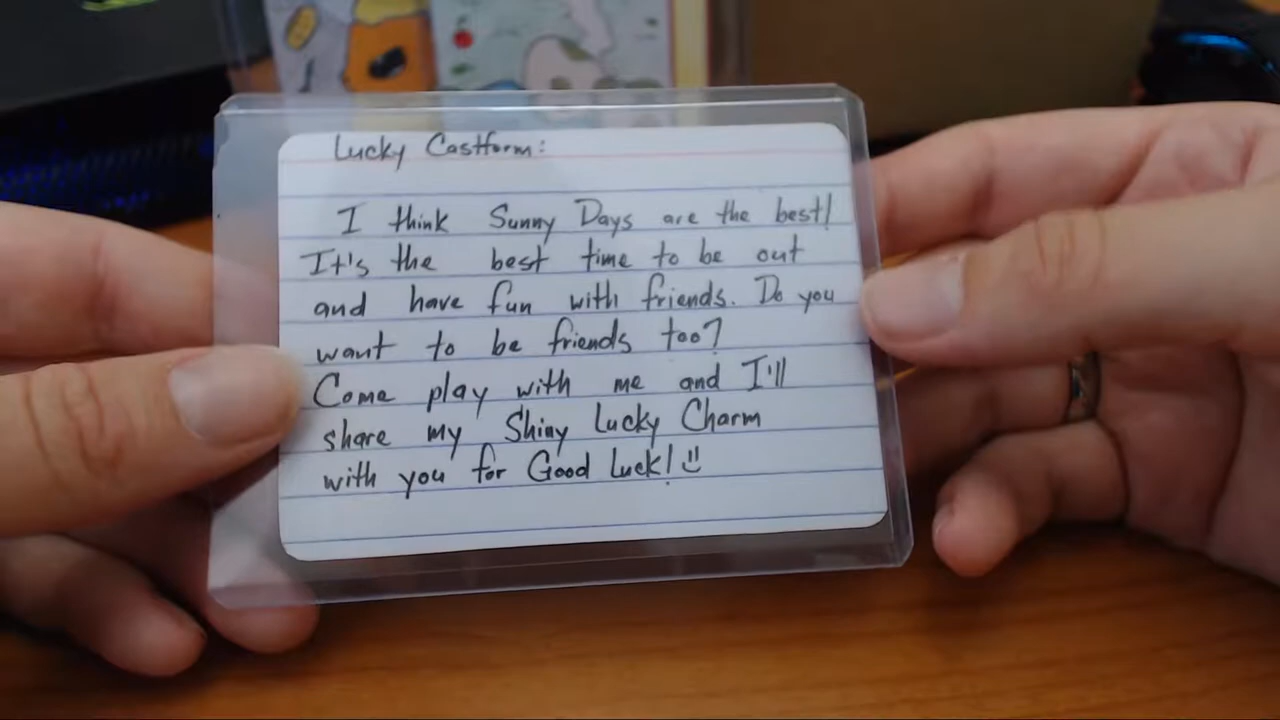 Lucky Castform:
I think Sunny Days are the best!
It's the best time to be out
and have fun with friends. Do you
want to be friends too?
Come play with me and I'll
share my Shiny Lucky Charm
with you for Good Luck! :)